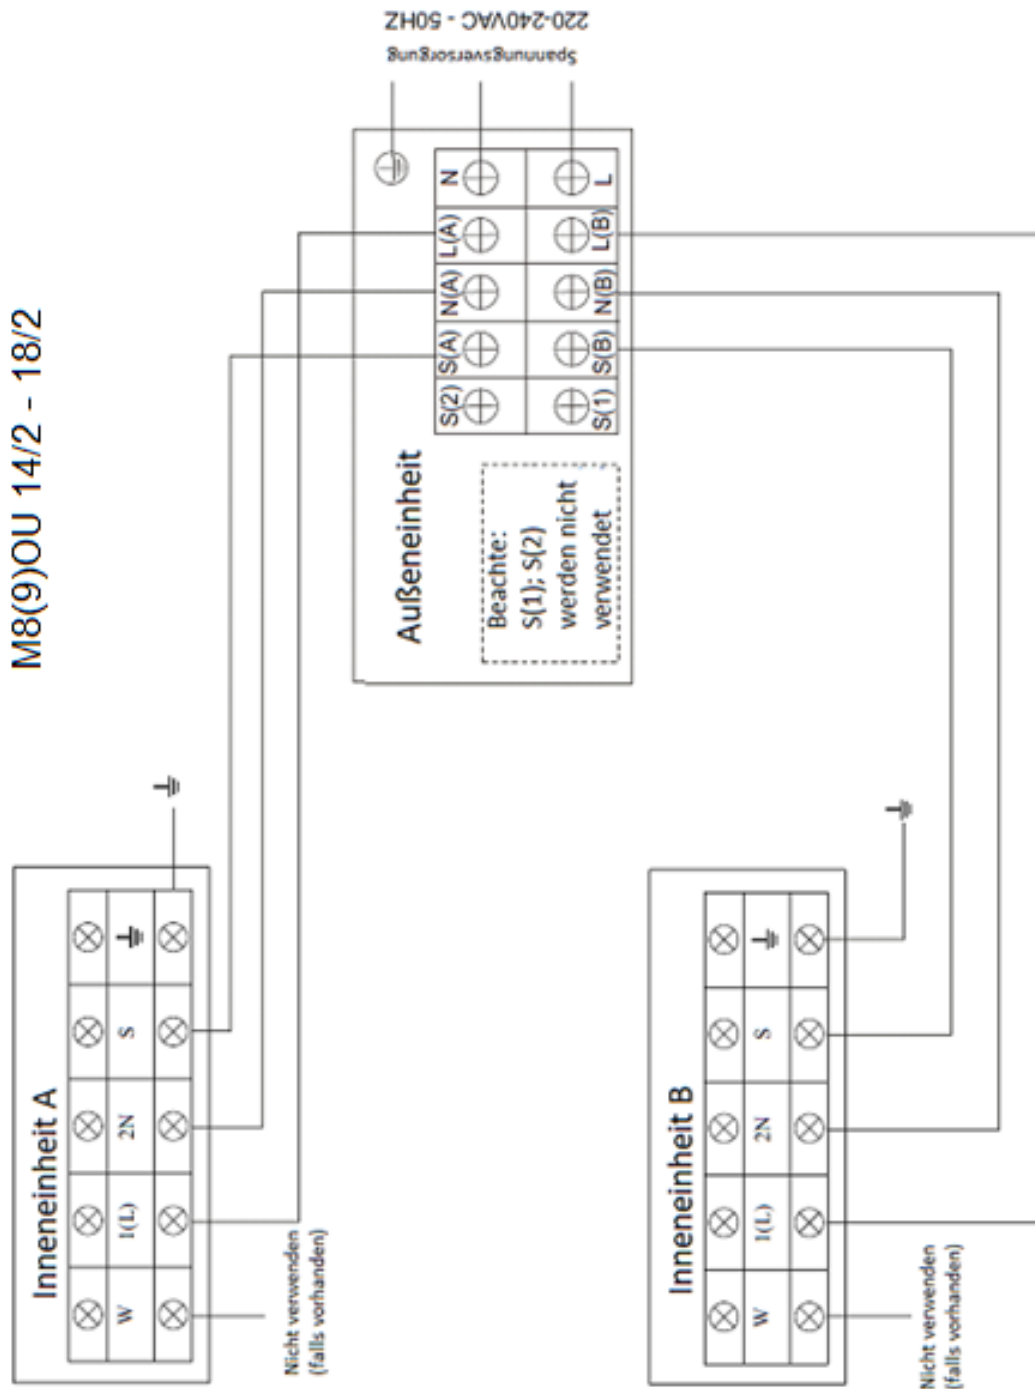 M8(9)OU 14/2 - 18/2
Inneneinheit A
W
1(L)
2N
S
Nicht verwenden
(falls vorhanden)
Außeneinheit
Beachte:
S(1); S(2)
werden nicht
verwendet
S(2)
S(A)
N(A)
L(A)
N
S(1)
S(B)
N(B)
L(B)
L
Spannungsversorgung
220-240VAC - 50HZ
Inneneinheit B
W
1(L)
2N
S
Nicht verwenden
(falls vorhanden)